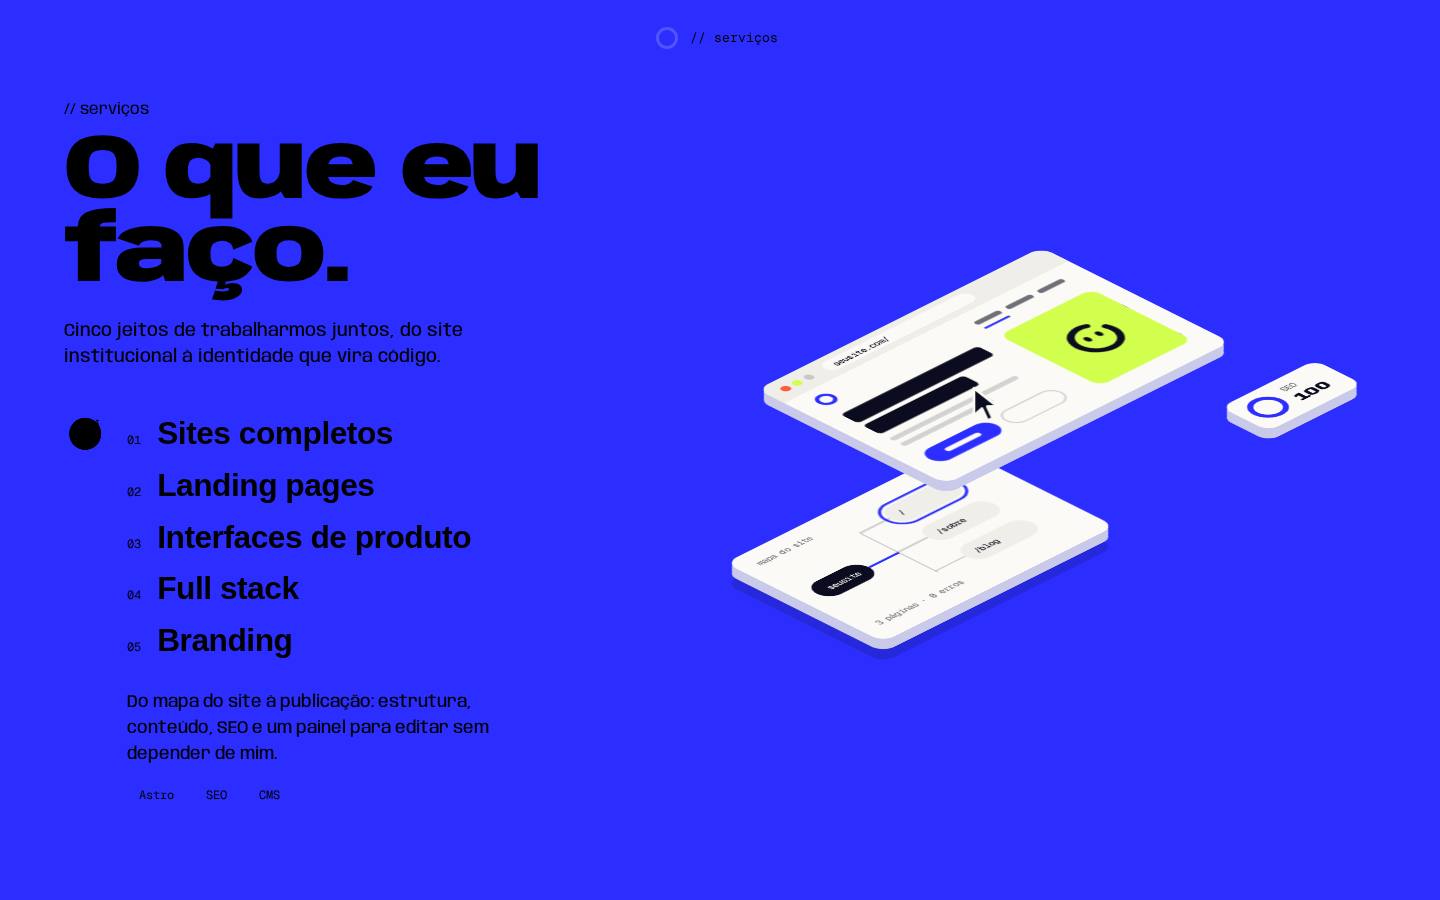 // serviços
// serviços
O que eu
faço.
Cinco jeitos de trabalharmos juntos, do site
institucional à identidade que vira código.
01 Sites completos
02 Landing pages
03 Interfaces de produto
04 Full stack
05 Branding
Do mapa do site à publicação: estrutura,
conteúdo, SEO e um painel para editar sem
depender de mim.
Astro SEO CMS
seusite.com/
SEO
100
mapa do site
/
/sobre
/blog
seusite
3 páginas · 0 erros